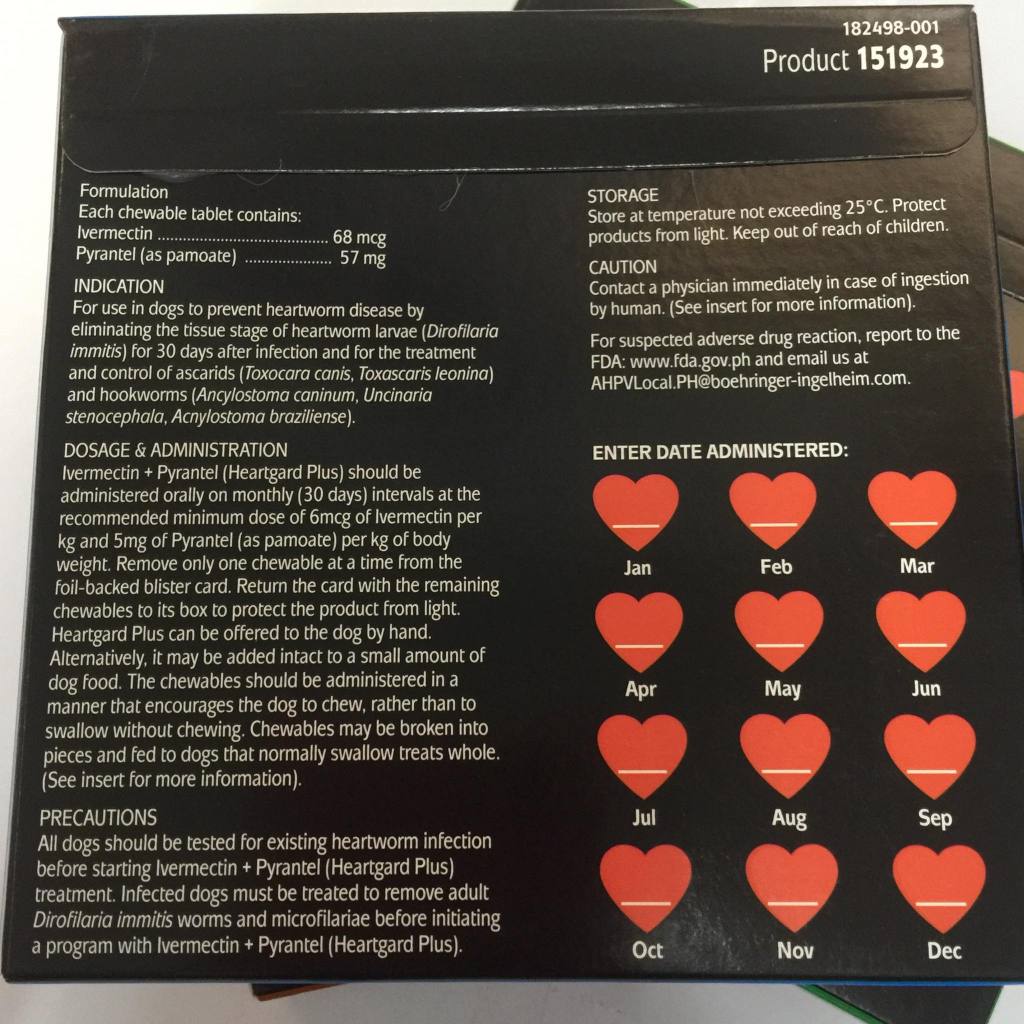 182498-001
Product 151923
Formulation
Each chewable tablet contains:
Ivermectin ........................................ 68 mcg
Pyrantel (as pamoate) ..................... 57 mg
INDICATION
For use in dogs to prevent heartworm disease by
eliminating the tissue stage of heartworm larvae (Dirofilaria
immitis) for 30 days after infection and for the treatment
and control of ascarids (Toxocara canis, Toxascaris leonina)
and hookworms (Ancylostoma caninum, Uncinaria
stenocephala, Acnylostoma braziliense).
DOSAGE & ADMINISTRATION
Ivermectin + Pyrantel (Heartgard Plus) should be
administered orally on monthly (30 days) intervals at the
recommended minimum dose of 6mcg of Ivermectin per
kg and 5mg of Pyrantel (as pamoate) per kg of body
weight. Remove only one chewable at a time from the
foil-backed blister card. Return the card with the remaining
chewables to its box to protect the product from light.
Heartgard Plus can be offered to the dog by hand.
Alternatively, it may be added intact to a small amount of
dog food. The chewables should be administered in a
manner that encourages the dog to chew, rather than to
swallow without chewing. Chewables may be broken into
pieces and fed to dogs that normally swallow treats whole.
(See insert for more information).
PRECAUTIONS
All dogs should be tested for existing heartworm infection
before starting Ivermectin + Pyrantel (Heartgard Plus)
treatment. Infected dogs must be treated to remove adult
Dirofilaria immitis worms and microfilariae before initiating
a program with Ivermectin + Pyrantel (Heartgard Plus).
STORAGE
Store at temperature not exceeding 25°C. Protect
products from light. Keep out of reach of children.
CAUTION
Contact a physician immediately in case of ingestion
by human. (See insert for more information).
For suspected adverse drug reaction, report to the
FDA: www.fda.gov.ph and email us at
AHPVLocal.PH@boehringer-ingelheim.com.
ENTER DATE ADMINISTERED:
Jan Feb Mar
Apr May Jun
Jul Aug Sep
Oct Nov Dec